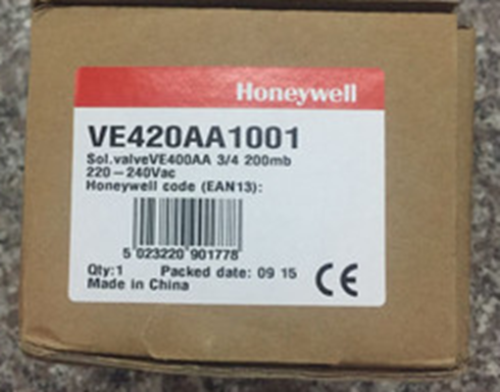 Honeywell
VE420AA1001
Sol.valveVE400AA 3/4 200mb
220-240Vac
Honeywell code (EAN13):
5 023220 901778
Qty:1 Packed date: 09 15
Made in China
CE